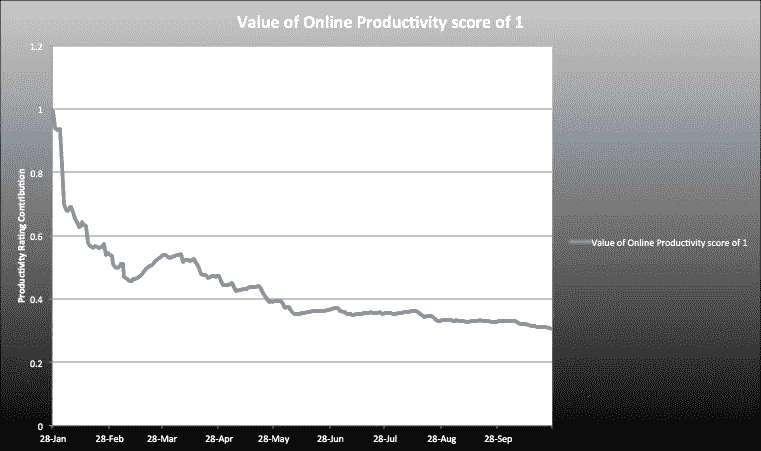 Value of Online Productivity score of 1
1.2
1
0.8
0.6
0.4
0.2
0
Productivity Rating Contribution
28-Jan 28-Feb 28-Mar 28-Apr 28-May 28-Jun 28-Jul 28-Aug 28-Sep
Value of Online Productivity score of 1